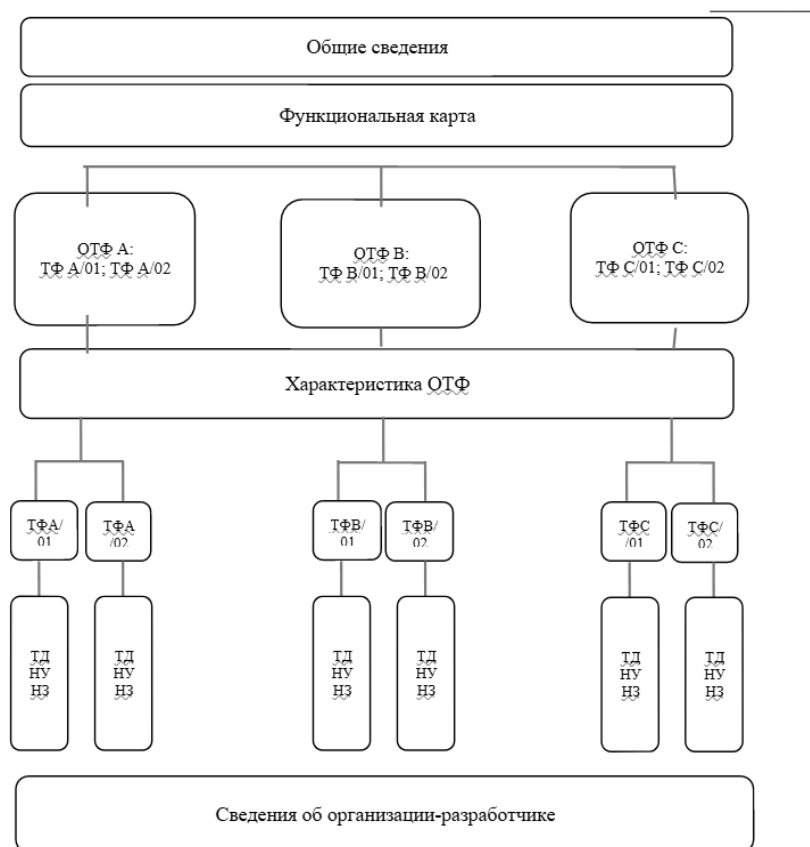 Общие сведения
Функциональная карта
ОТФ А:
ТФ А/01; ТФ А/02
ОТФ В:
ТФ В/01; ТФ В/02
ОТФ С:
ТФ С/01; ТФ С/02
Характеристика ОТФ
ТФА/
01
ТФА
/02
ТФВ/
01
ТФВ/
02
ТФС
/01
ТФС/
02
ТД
НУ
НЗ
ТД
НУ
НЗ
ТД
НУ
НЗ
ТД
НУ
НЗ
ТД
НУ
НЗ
ТД
НУ
НЗ
Сведения об организации-разработчике